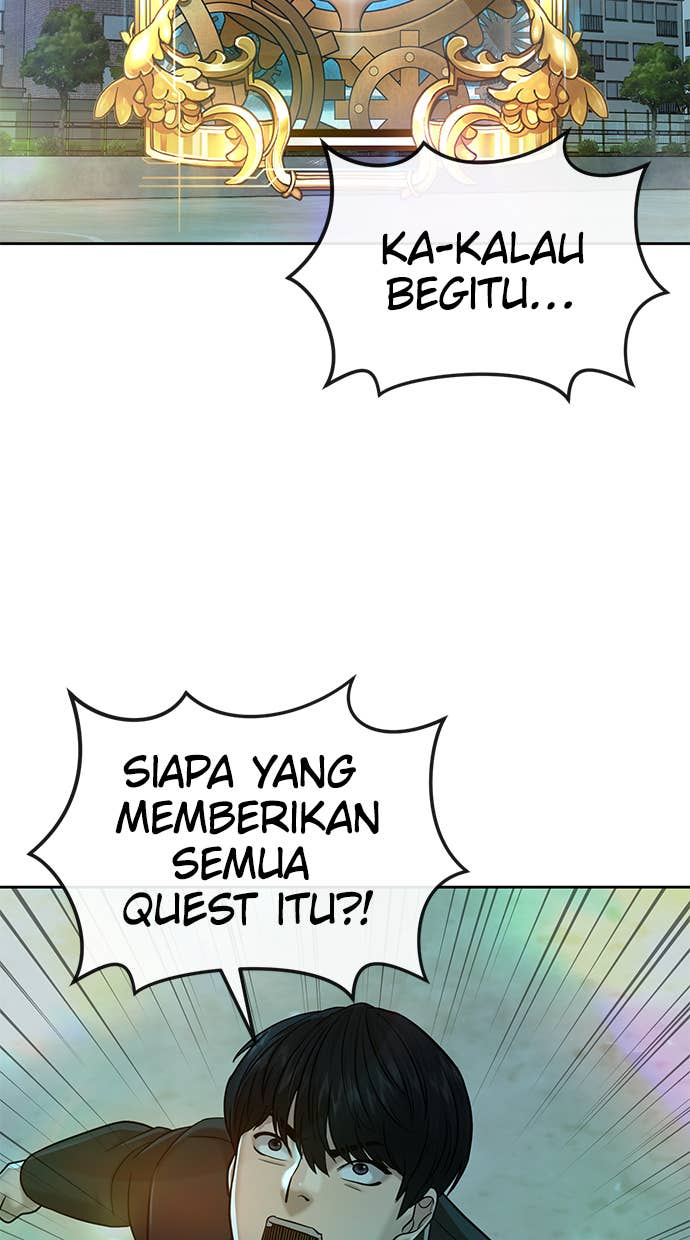 KA-KALAU
BEGITU...
SIAPA YANG
MEMBERIKAN
SEMUA
QUEST ITU?!